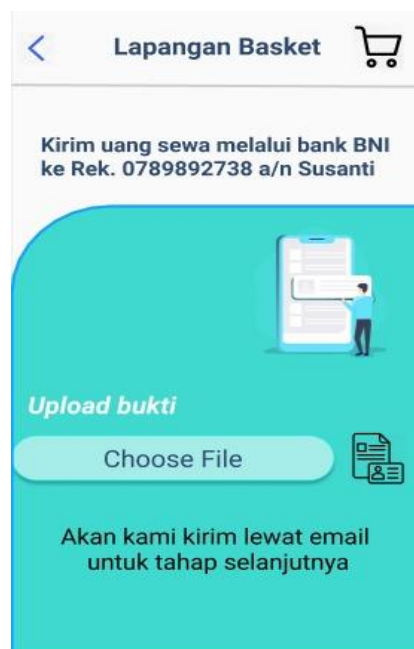 Lapangan Basket
Kirim uang sewa melalui bank BNI
ke Rek. 0789892738 a/n Susanti
Upload bukti
Choose File
Akan kami kirim lewat email
untuk tahap selanjutnya